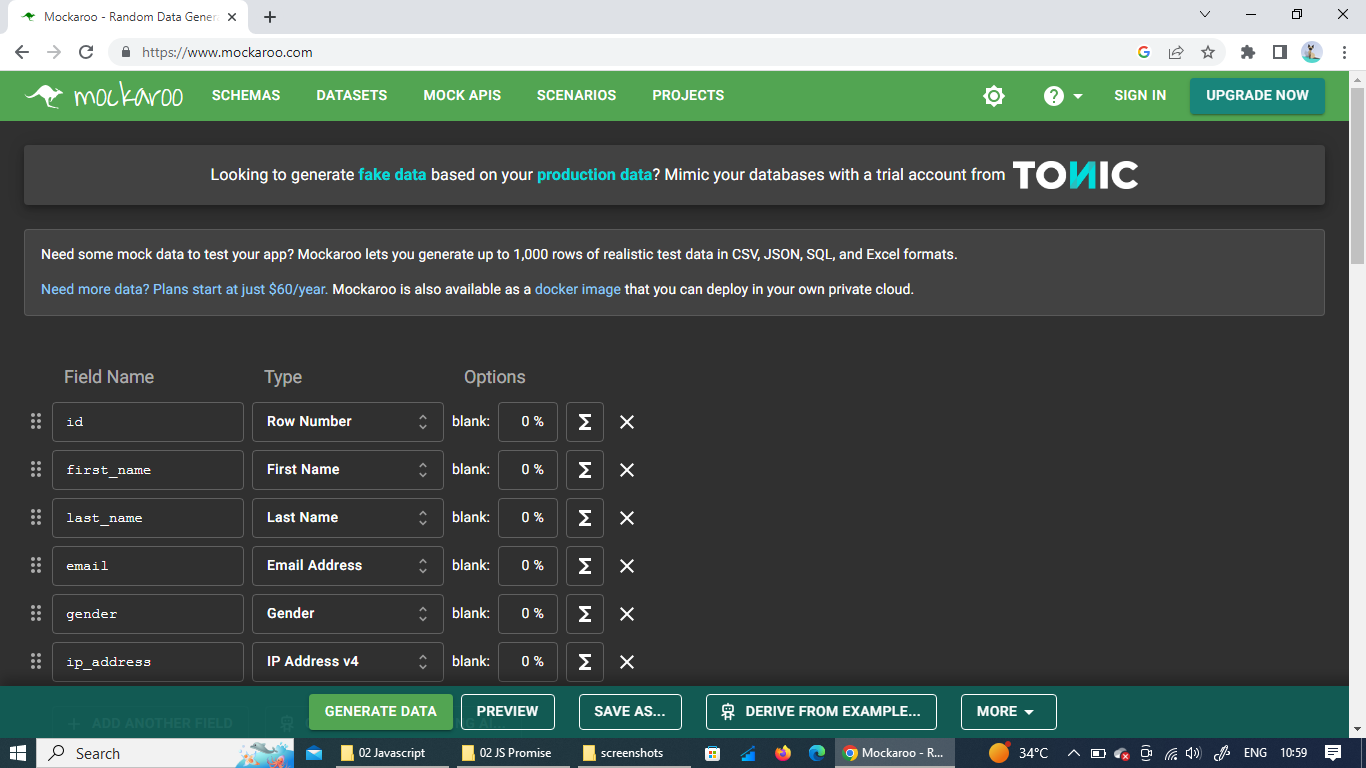 Mockaroo - Random Data Gener
https://www.mockaroo.com
mockaroo SCHEMAS DATASETS MOCK APIS SCENARIOS PROJECTS SIGN IN UPGRADE NOW
Looking to generate fake data based on your production data? Mimic your databases with a trial account from TONIC
Need some mock data to test your app? Mockaroo lets you generate up to 1,000 rows of realistic test data in CSV, JSON, SQL, and Excel formats.
Need more data? Plans start at just $60/year. Mockaroo is also available as a docker image that you can deploy in your own private cloud.
Field Name Type Options
id Row Number blank: 0 % Σ
first_name First Name blank: 0 % Σ
last_name Last Name blank: 0 % Σ
email Email Address blank: 0 % Σ
gender Gender blank: 0 % Σ
ip_address IP Address v4 blank: 0 % Σ
+ ADD ANOTHER FIELD
GENERATE DATA PREVIEW SAVE AS... DERIVE FROM EXAMPLE... MORE
Search 02 Javascript 02 JS Promise screenshots Mockaroo - R... 34°C ENG 10:59